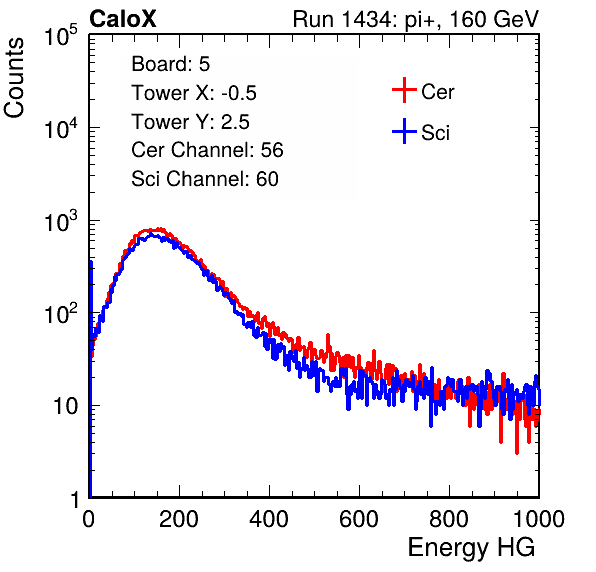 CaloX Run 1434: pi+, 160 GeV
Board: 5
Tower X: -0.5
Tower Y: 2.5
Cer Channel: 56
Sci Channel: 60
Cer
Sci
Counts
10^5
10^4
10^3
10^2
10
1
0 200 400 600 800 1000
Energy HG